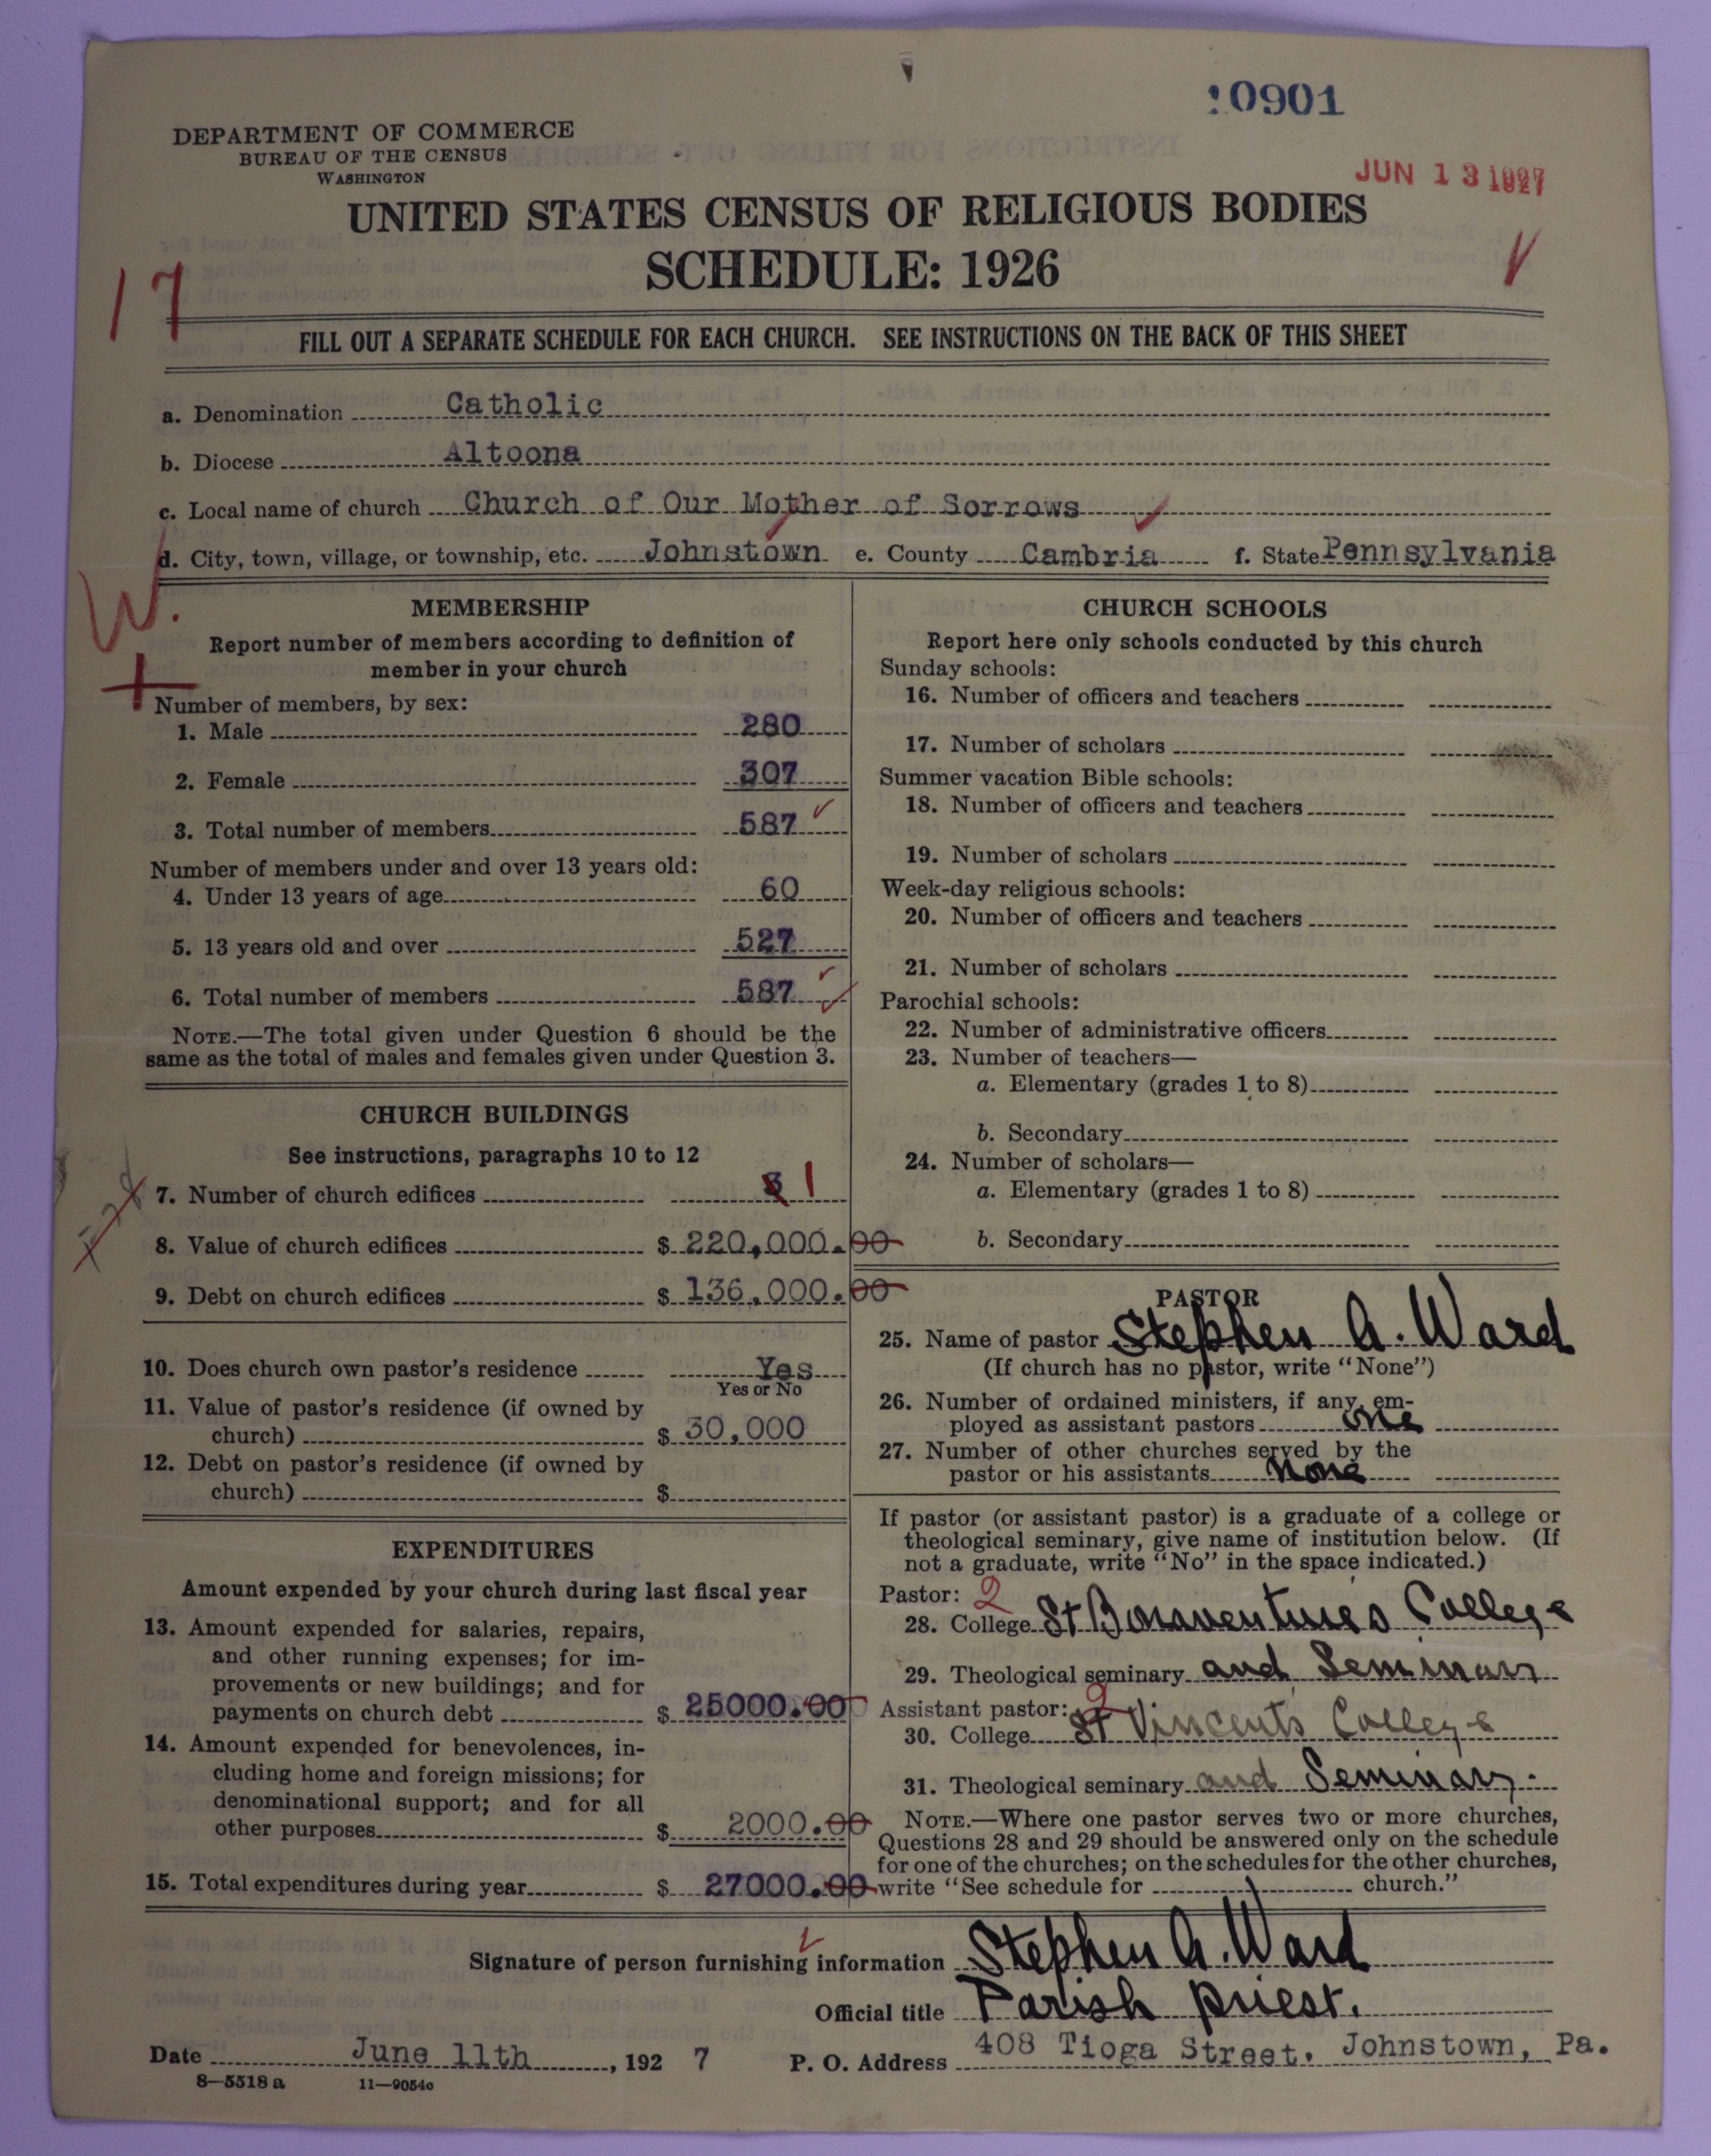 0901
DEPARTMENT OF COMMERCE
BUREAU OF THE CENSUS
WASHINGTON
JUN 13 1927
UNITED STATES CENSUS OF RELIGIOUS BODIES
SCHEDULE: 1926
17
FILL OUT A SEPARATE SCHEDULE FOR EACH CHURCH. SEE INSTRUCTIONS ON THE BACK OF THIS SHEET
a. Denomination Catholic
b. Diocese Altoona
c. Local name of church Church of Our Mother of Sorrows
d. City, town, village, or township, etc. Johnstown e. County Cambria f. State Pennsylvania
W.
MEMBERSHIP
Report number of members according to definition of
member in your church
Number of members, by sex:
1. Male 280
2. Female 307
3. Total number of members 587
Number of members under and over 13 years old:
4. Under 13 years of age 60
5. 13 years old and over 527
6. Total number of members 587
NOTE.—The total given under Question 6 should be the
same as the total of males and females given under Question 3.
CHURCH BUILDINGS
See instructions, paragraphs 10 to 12
7. Number of church edifices 1
8. Value of church edifices $ 220,000.00
9. Debt on church edifices $ 136,000.00
10. Does church own pastor's residence Yes
Yes or No
11. Value of pastor's residence (if owned by
church) $ 30,000
12. Debt on pastor's residence (if owned by
church) $
EXPENDITURES
Amount expended by your church during last fiscal year
13. Amount expended for salaries, repairs,
and other running expenses; for im-
provements or new buildings; and for
payments on church debt $ 25000.00
14. Amount expended for benevolences, in-
cluding home and foreign missions; for
denominational support; and for all
other purposes $ 2000.00
15. Total expenditures during year $ 27000.00
CHURCH SCHOOLS
Report here only schools conducted by this church
Sunday schools:
16. Number of officers and teachers
17. Number of scholars
Summer vacation Bible schools:
18. Number of officers and teachers
19. Number of scholars
Week-day religious schools:
20. Number of officers and teachers
21. Number of scholars
Parochial schools:
22. Number of administrative officers
23. Number of teachers—
a. Elementary (grades 1 to 8)
b. Secondary
24. Number of scholars—
a. Elementary (grades 1 to 8)
b. Secondary
PASTOR
25. Name of pastor Stephen A. Ward
(If church has no pastor, write "None")
26. Number of ordained ministers, if any, em-
ployed as assistant pastors one
27. Number of other churches served by the
pastor or his assistants None
If pastor (or assistant pastor) is a graduate of a college or
theological seminary, give name of institution below. (If
not a graduate, write "No" in the space indicated.)
Pastor: 2
28. College St Bonaventures College
29. Theological seminary and Seminary
Assistant pastor: 2
30. College St Vincents College
31. Theological seminary and Seminary.
NOTE.—Where one pastor serves two or more churches,
Questions 28 and 29 should be answered only on the schedule
for one of the churches; on the schedules for the other churches,
write "See schedule for church."
Signature of person furnishing information Stephen A. Ward
Official title Parish priest.
Date June 11th, 1927 P. O. Address 408 Tioga Street. Johnstown, Pa.
8—5518 a 11—9054o